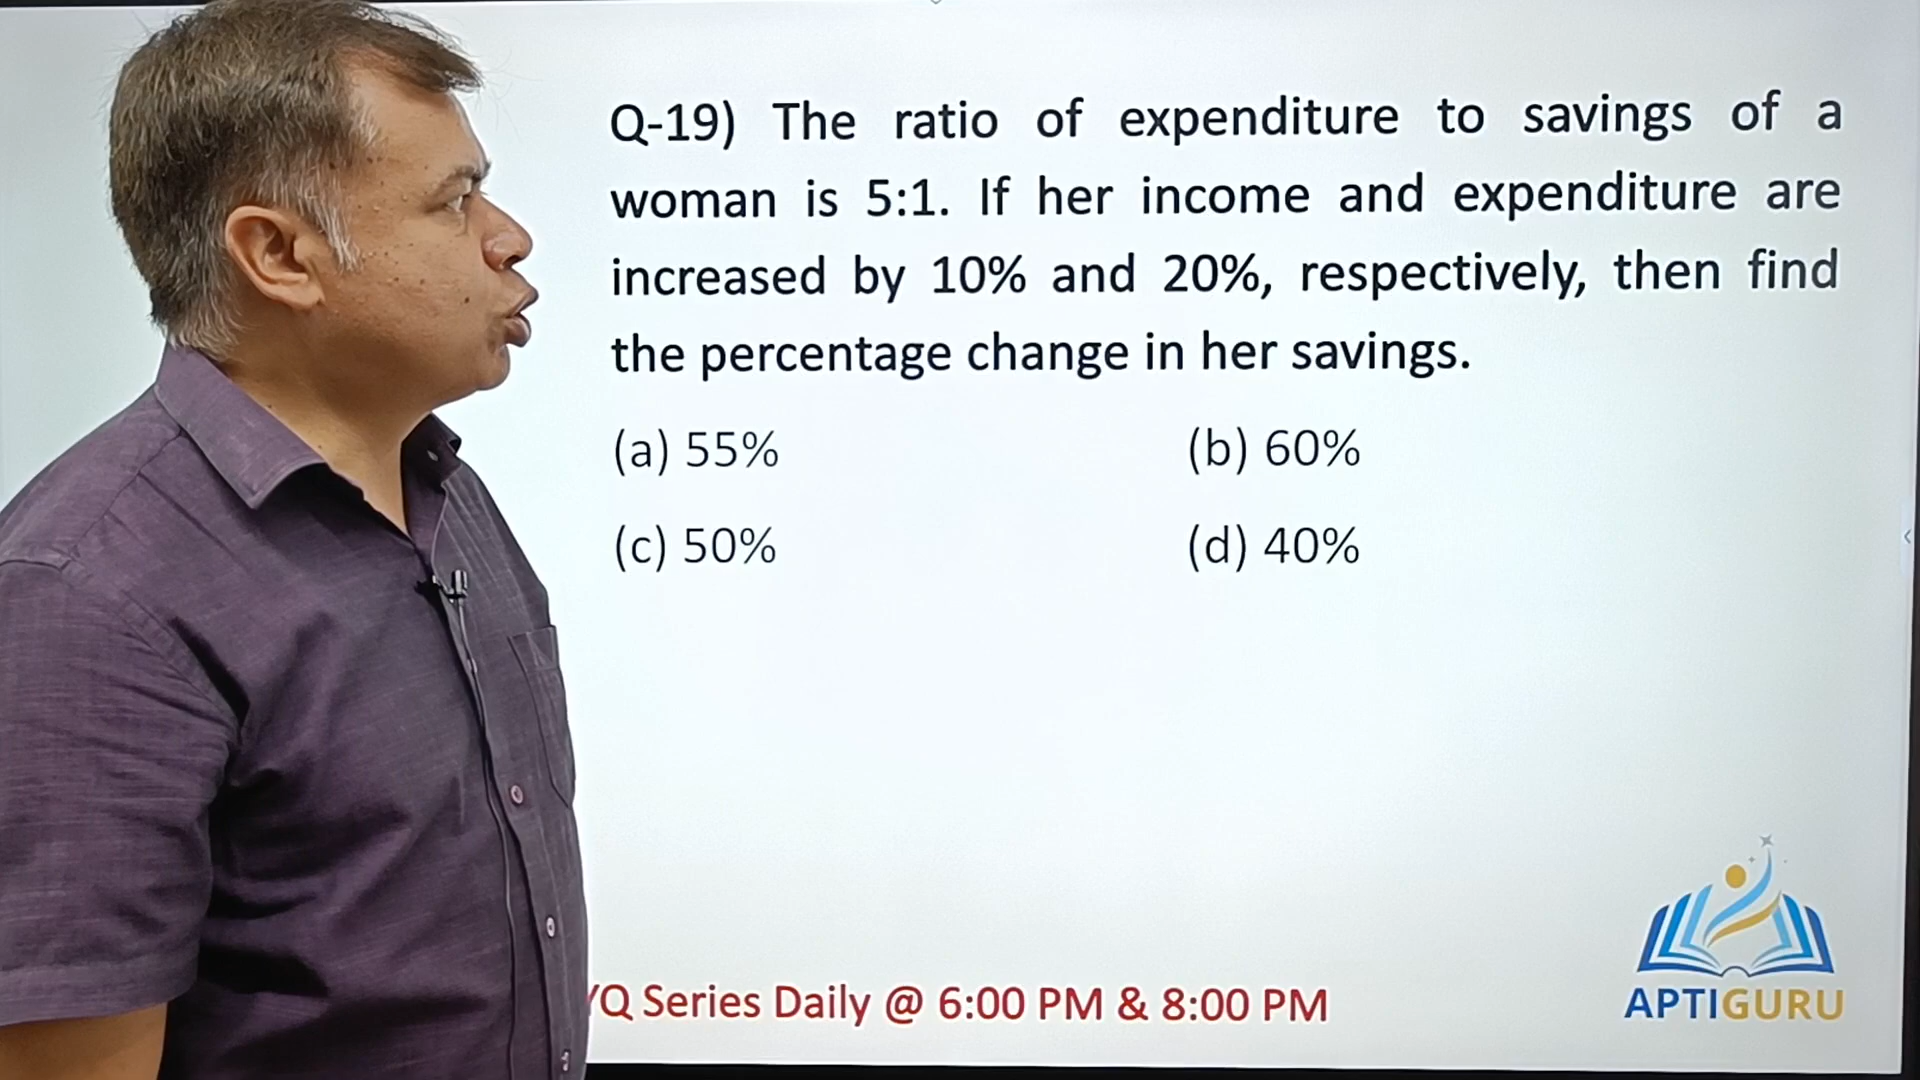 Q-19) The ratio of expenditure to savings of a
woman is 5:1. If her income and expenditure are
increased by 10% and 20%, respectively, then find
the percentage change in her savings.
(a) 55%
(b) 60%
(c) 50%
(d) 40%
YQ Series Daily @ 6:00 PM & 8:00 PM
APTIGURU